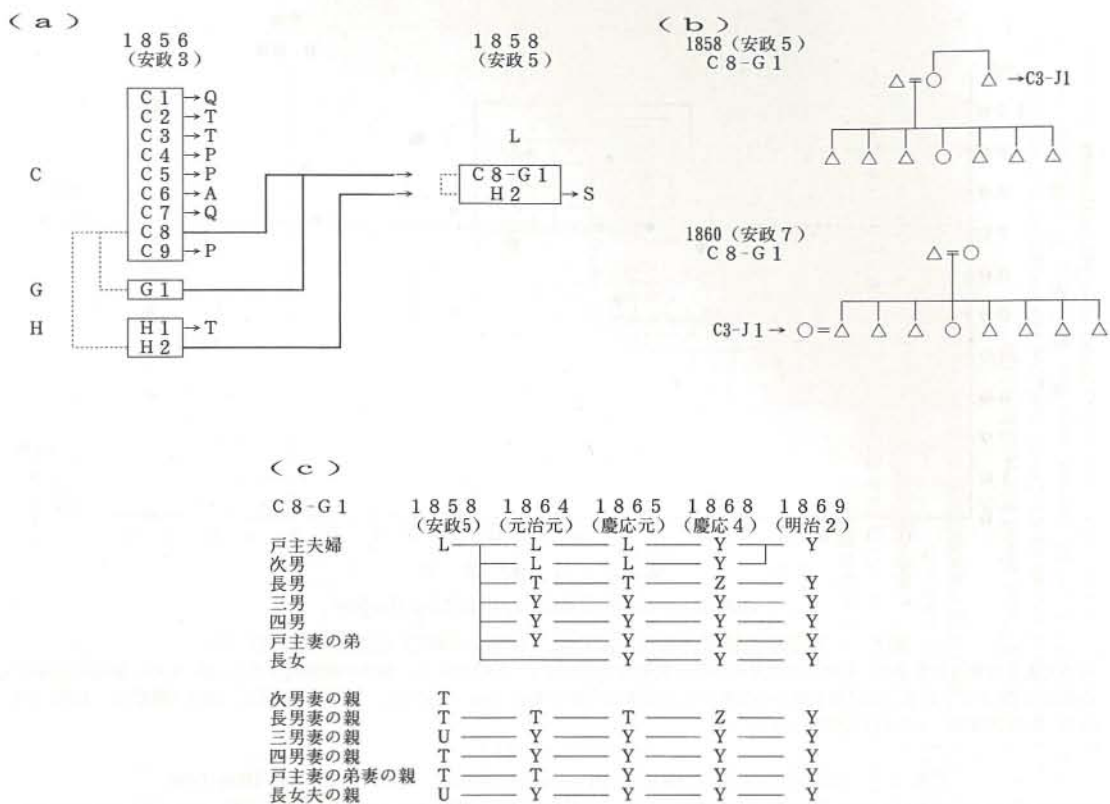 (a)
1856
(安政3)
C1→Q
C2→T
C3→T
C4→P
C5→P
C6→A
C7→Q
C8
C9→P
C
G
G1
H
H1→T
H2
1858
(安政5)
L
C8-G1
H2→S
(b)
1858(安政5)
C8-G1
→C3-J1
1860(安政7)
C8-G1
C3-J1→
(c)
C8-G1 1858 1864 1865 1868 1869
(安政5) (元治元) (慶応元) (慶応4) (明治2)
戸主夫婦 L L L Y Y
次男 L L Y
長男 T T Z Y
三男 Y Y Y Y
四男 Y Y Y Y
戸主妻の弟 Y Y Y Y
長女 Y Y Y
次男妻の親 T
長男妻の親 T T T Z Y
三男妻の親 U Y Y Y Y
四男妻の親 T Y Y Y Y
戸主妻の弟妻の親 T T Y Y Y
長女夫の親 U Y Y Y Y